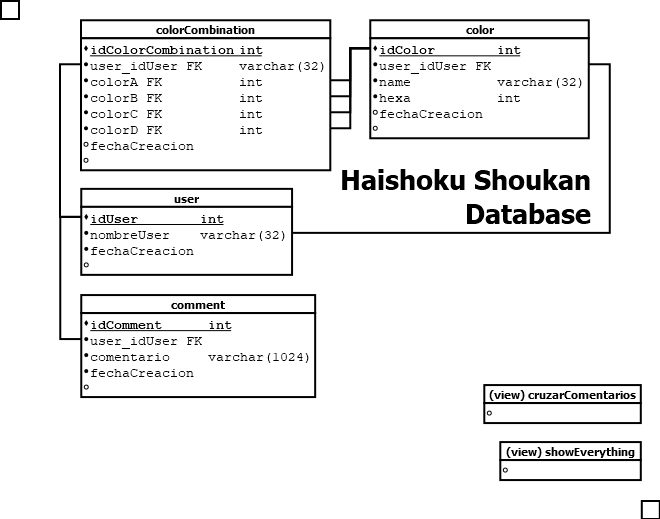 colorCombination
idColorCombination int
user_idUser FK varchar(32)
colorA FK int
colorB FK int
colorC FK int
colorD FK int
fechaCreacion
color
idColor int
user_idUser FK
name varchar(32)
hexa int
fechaCreacion
Haishoku Shoukan
Database
user
idUser int
nombreUser varchar(32)
fechaCreacion
comment
idComment int
user_idUser FK
comentario varchar(1024)
fechaCreacion
(view) cruzarComentarios
(view) showEverything